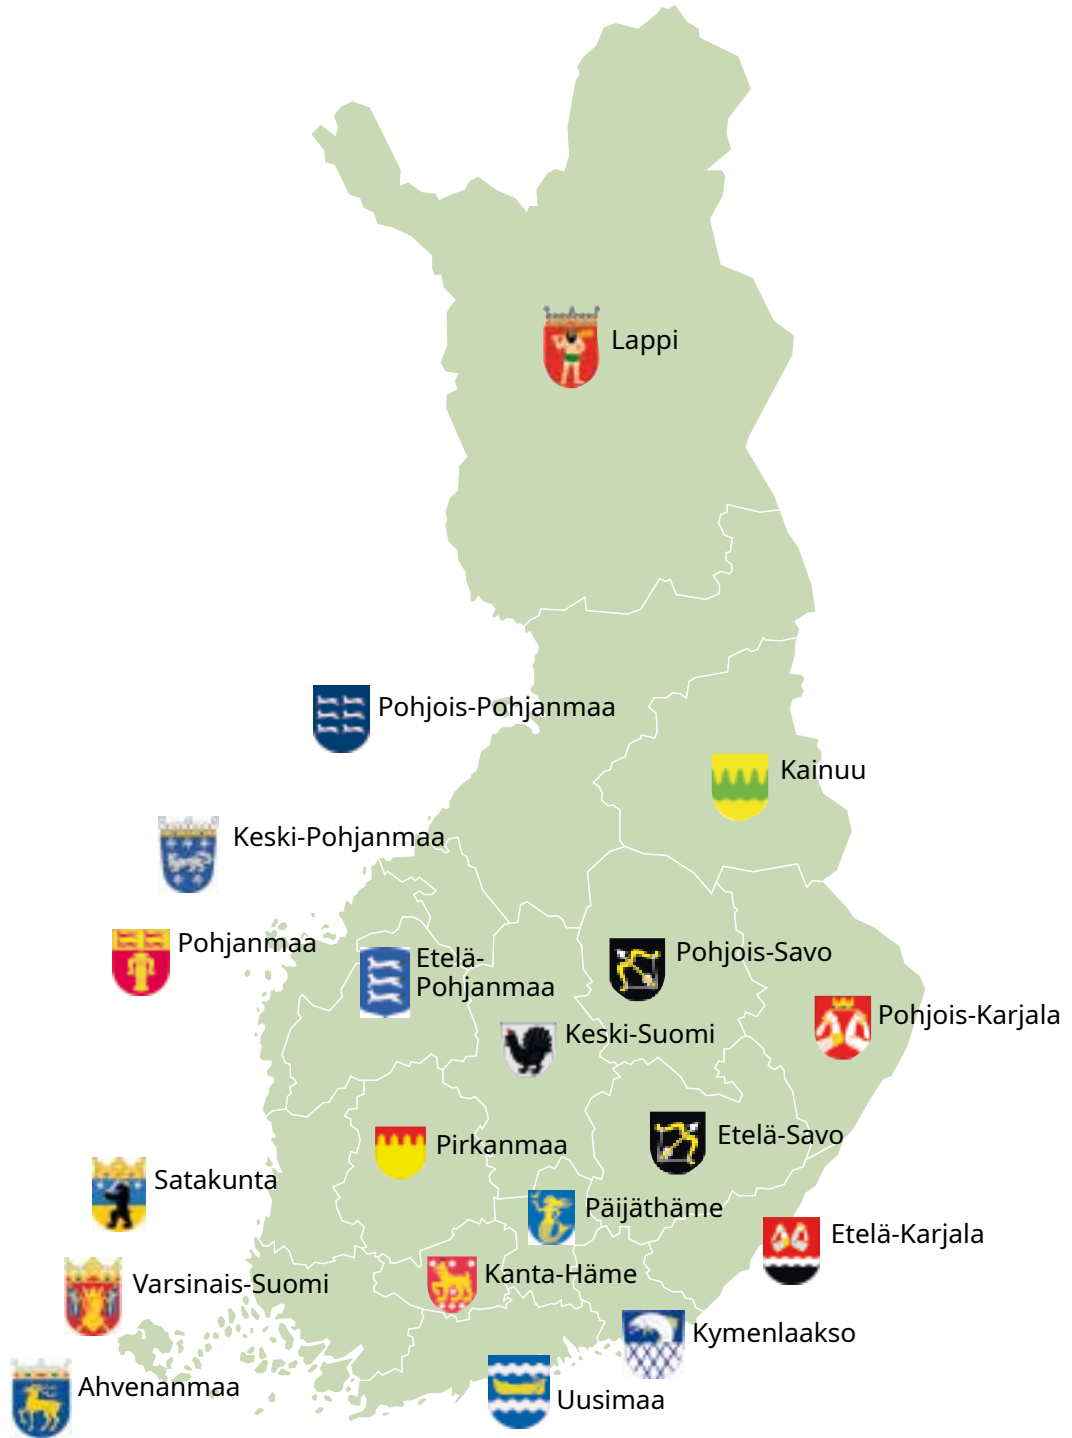 Lappi
Pohjois-Pohjanmaa
Kainuu
Keski-Pohjanmaa
Pohjanmaa
Etelä-
Pohjanmaa
Pohjois-Savo
Pohjois-Karjala
Keski-Suomi
Pirkanmaa
Etelä-Savo
Satakunta
Päijäthäme
Etelä-Karjala
Varsinais-Suomi
Kanta-Häme
Kymenlaakso
Ahvenanmaa
Uusimaa